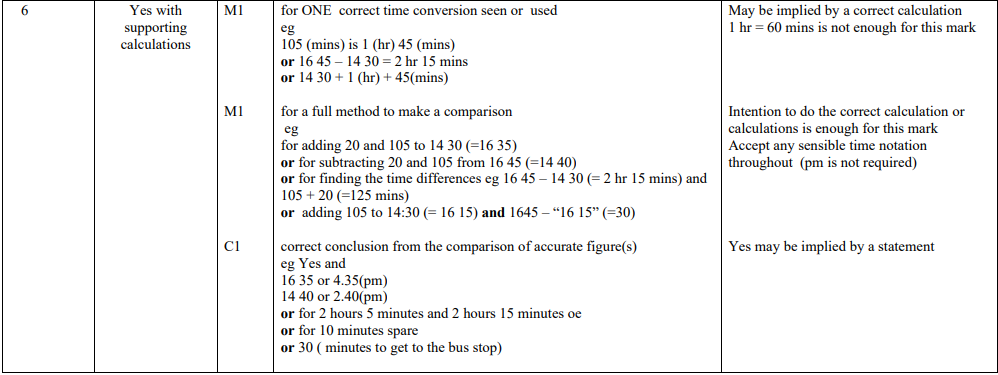 6
Yes with
supporting
calculations
M1
for ONE  correct time conversion seen or  used
eg
105 (mins) is 1 (hr) 45 (mins)
or 16 45 – 14 30 = 2 hr 15 mins
or 14 30 + 1 (hr) + 45(mins)
May be implied by a correct calculation
1 hr = 60 mins is not enough for this mark
M1
for a full method to make a comparison
eg
for adding 20 and 105 to 14 30 (=16 35)
or for subtracting 20 and 105 from 16 45 (=14 40)
or for finding the time differences eg 16 45 – 14 30 (= 2 hr 15 mins) and
105 + 20 (=125 mins)
or  adding 105 to 14:30 (= 16 15) and 1645 – “16 15” (=30)
Intention to do the correct calculation or
calculations is enough for this mark
Accept any sensible time notation
throughout  (pm is not required)
C1
correct conclusion from the comparison of accurate figure(s)
eg Yes and
16 35 or 4.35(pm)
14 40 or 2.40(pm)
or for 2 hours 5 minutes and 2 hours 15 minutes oe
or for 10 minutes spare
or 30 ( minutes to get to the bus stop)
Yes may be implied by a statement